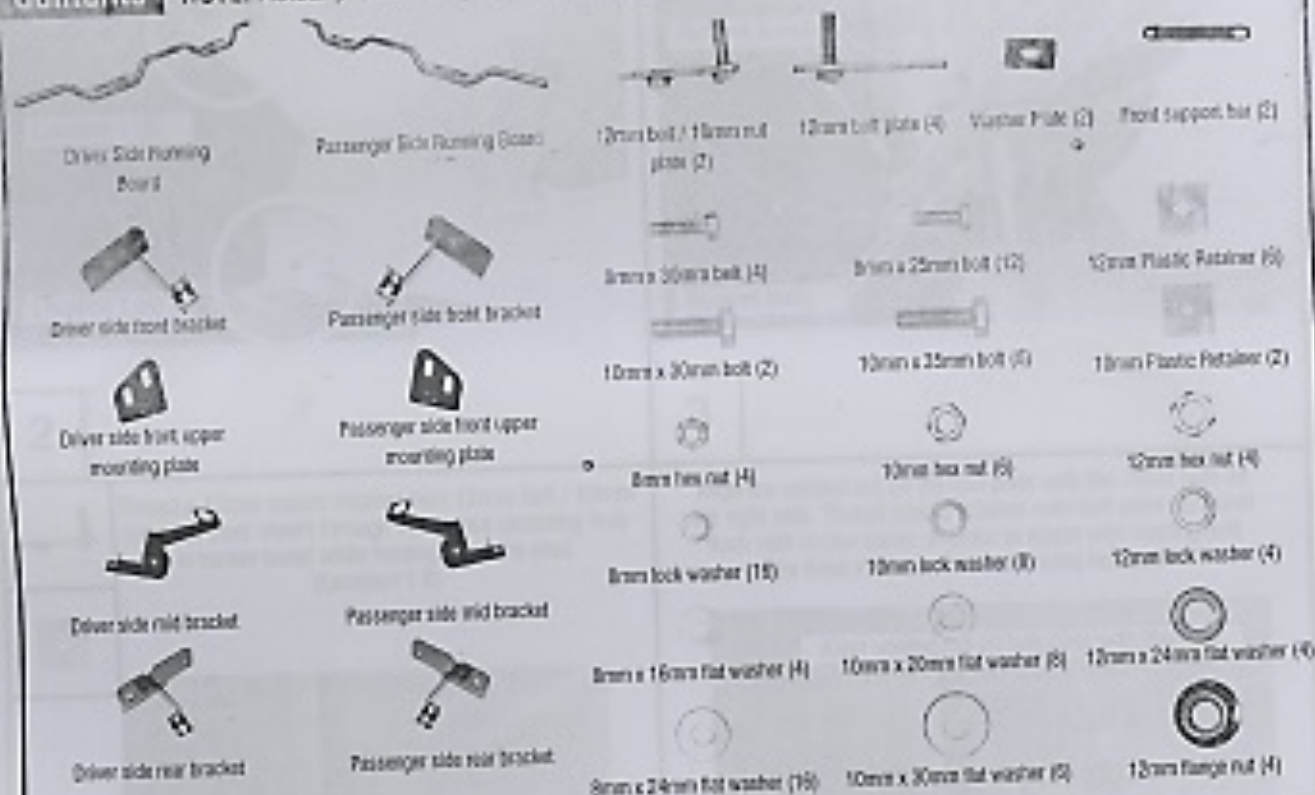 Contents
Driver Side Running
Board
Passenger Side Running Board
12mm bolt / 10mm nut
plate (2)
12mm bolt plate (4)
Washer Plate (2)
Front support bar (2)
Driver side front bracket
Passenger side front bracket
8mm x 30mm bolt (4)
8mm x 25mm bolt (12)
12mm Plastic Retainer (6)
10mm x 30mm bolt (2)
10mm x 35mm bolt (6)
10mm Plastic Retainer (2)
Driver side front upper
mounting plate
Passenger side front upper
mounting plate
8mm hex nut (4)
10mm hex nut (6)
12mm hex nut (4)
8mm lock washer (16)
10mm lock washer (8)
12mm lock washer (4)
Driver side mid bracket
Passenger side mid bracket
8mm x 16mm flat washer (4)
10mm x 20mm flat washer (8)
12mm x 24mm flat washer (4)
Driver side rear bracket
Passenger side rear bracket
8mm x 24mm flat washer (16)
10mm x 30mm flat washer (6)
12mm flange nut (4)